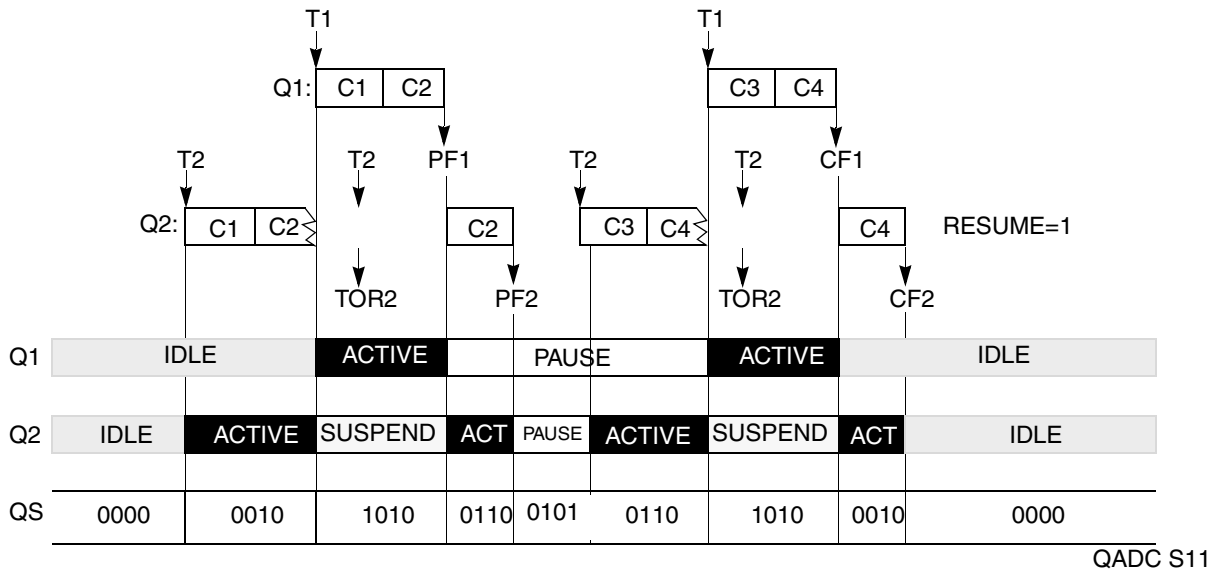 T1 T1
Q1: C1 C2 C3 C4
T2 T2 PF1 T2 T2 CF1
Q2: C1 C2 C2 C3 C4 C4 RESUME=1
TOR2 PF2 TOR2 CF2
Q1 IDLE ACTIVE PAUSE ACTIVE IDLE
Q2 IDLE ACTIVE SUSPEND ACT PAUSE ACTIVE SUSPEND ACT IDLE
QS 0000 0010 1010 0110 0101 0110 1010 0010 0000
QADC S11